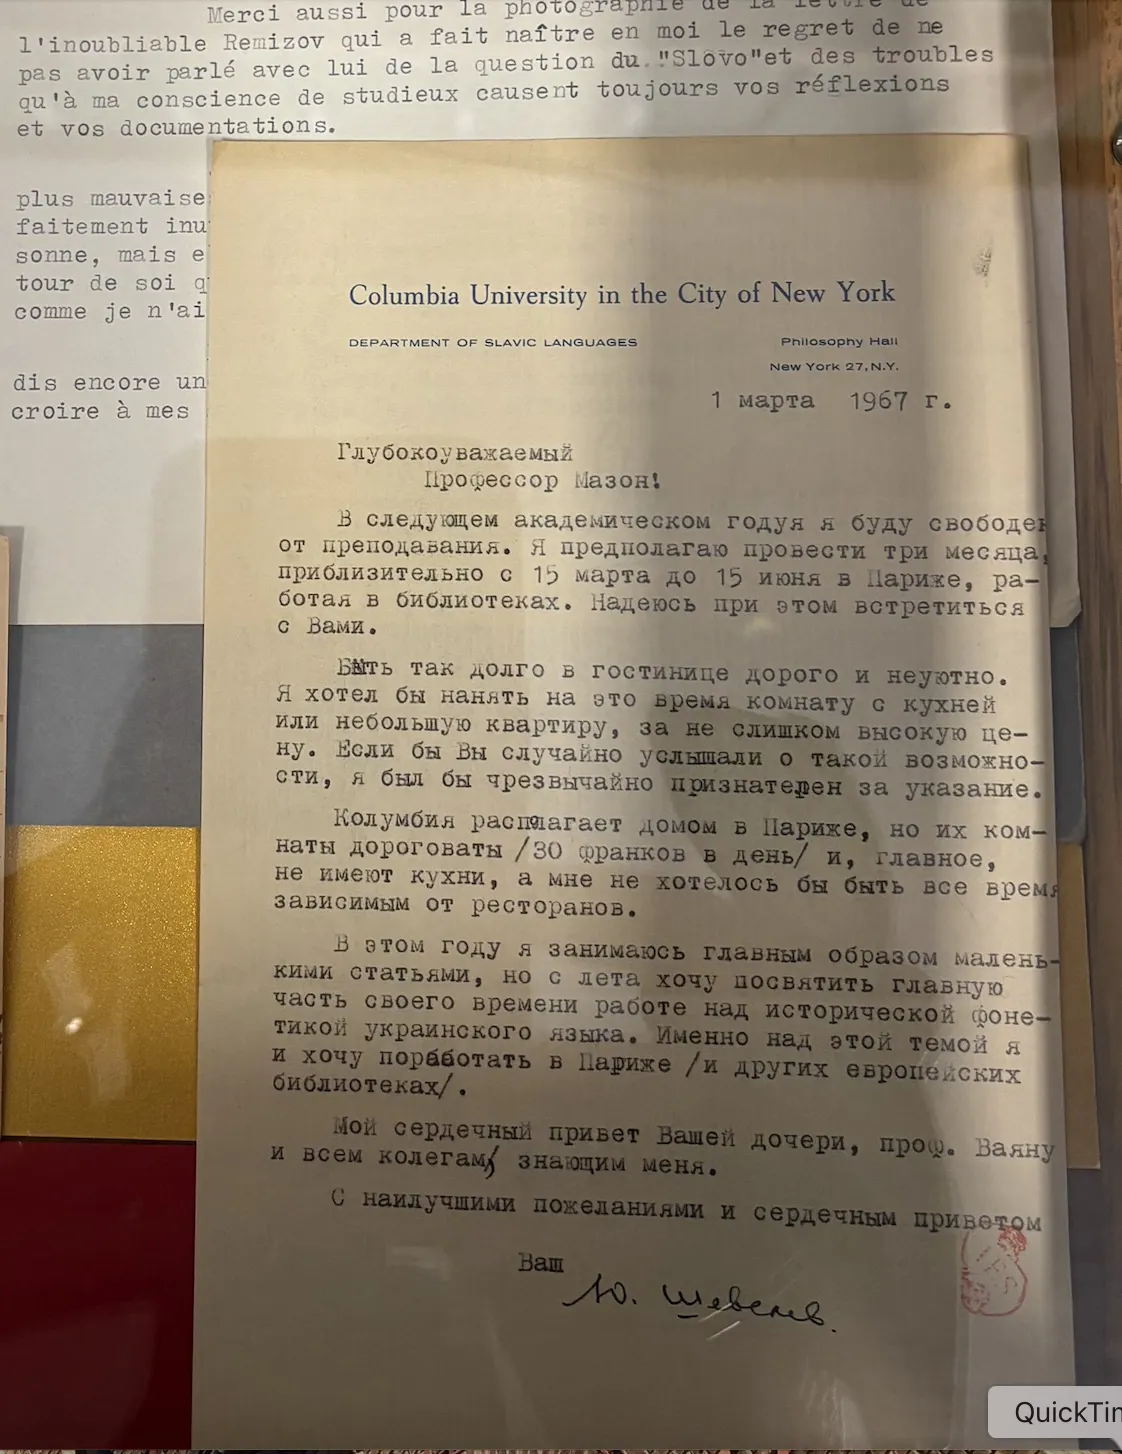 Merci aussi pour la photographie de la lettre de
l'inoubliable Remizov qui a fait naître en moi le regret de ne
pas avoir parlé avec lui de la question du "Slovo"et des troubles
qu'à ma conscience de studieux causent toujours vos réflexions
et vos documentations.
plus mauvaise
faitement inu
sonne, mais e
tour de soi q
comme je n'ai
dis encore un
croire à mes
Columbia University in the City of New York
DEPARTMENT OF SLAVIC LANGUAGES
Philosophy Hall
New York 27, N.Y.
1 марта 1967 г.
Глубокоуважаемый
Профессор Мазон!
В следующем академическом годуя я буду свободен
от преподавания. Я предполагаю провести три месяца,
приблизительно с 15 марта до 15 июня в Париже, ра-
ботая в библиотеках. Надеюсь при этом встретиться
с Вами.
Быть так долго в гостинице дорого и неуютно.
Я хотел бы нанять на это время комнату с кухней
или небольшую квартиру, за не слишком высокую це-
ну. Если бы Вы случайно услышали о такой возможно-
сти, я был бы чрезвычайно признателен за указание.
Колумбия располагает домом в Париже, но их ком-
наты дороговаты /30 франков в день/ и, главное,
не имеют кухни, а мне не хотелось бы быть все время
зависимым от ресторанов.
В этом году я занимаюсь главным образом малень-
кими статьями, но с лета хочу посвятить главную
часть своего времени работе над исторической фоне-
тикой украинского языка. Именно над этой темой я
и хочу поработать в Париже /и других европейских
библиотеках/.
Мой сердечный привет Вашей дочери, проф. Ваяну
и всем колегам, знающим меня.
С наилучшими пожеланиями и сердечным приветом
Ваш
Ю. Шевелев.
QuickTim